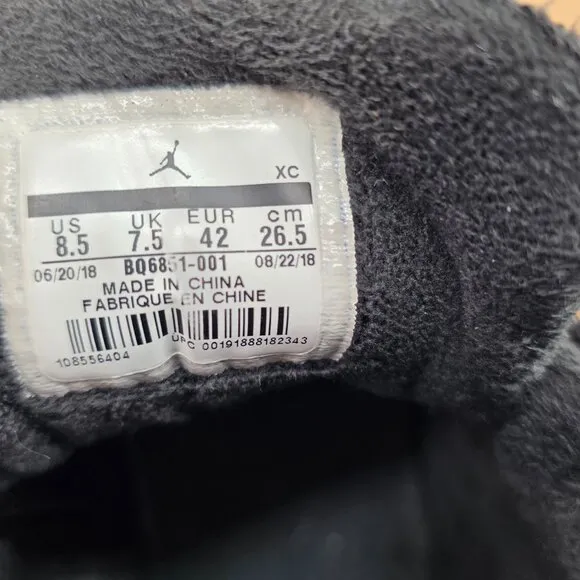 XC
US UK EUR cm
8.5 7.5 42 26.5
06/20/18 BQ6851-001 08/22/18
MADE IN CHINA
FABRIQUE EN CHINE
108556404 UPC 00191888182343